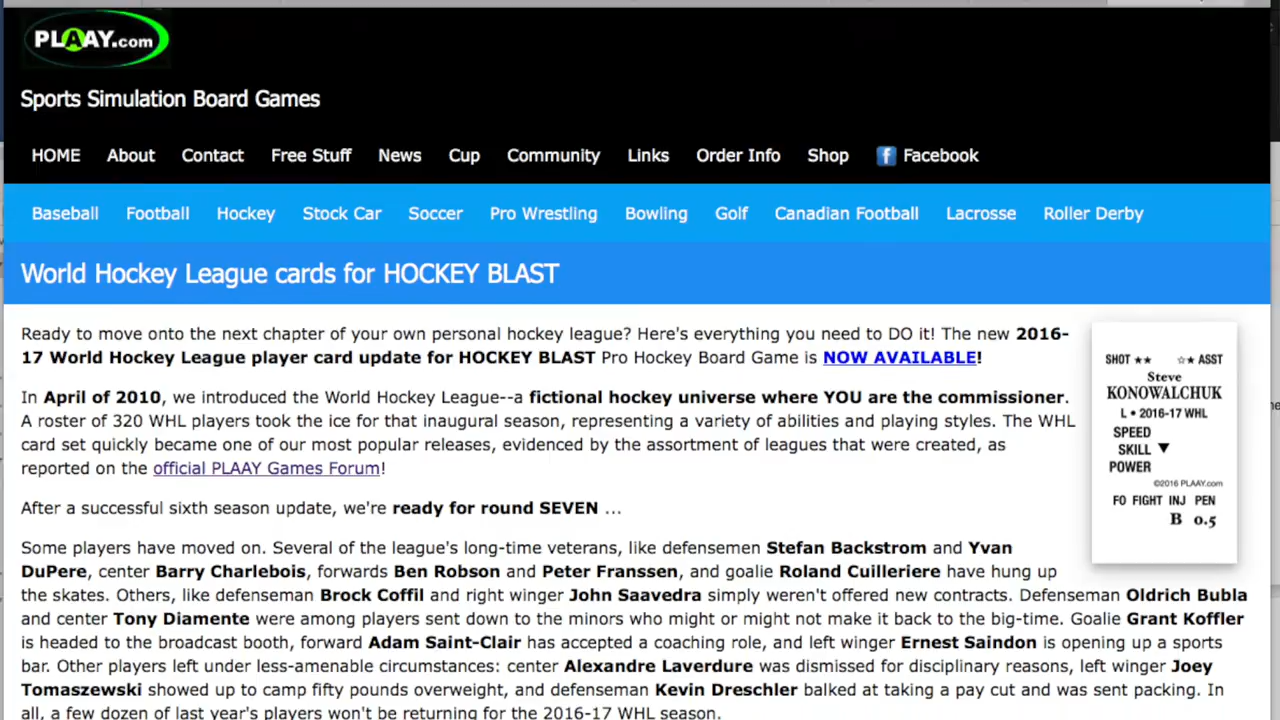 PLAAY.com
Sports Simulation Board Games
HOME About Contact Free Stuff News Cup Community Links Order Info Shop Facebook
Baseball Football Hockey Stock Car Soccer Pro Wrestling Bowling Golf Canadian Football Lacrosse Roller Derby
World Hockey League cards for HOCKEY BLAST
Ready to move onto the next chapter of your own personal hockey league? Here's everything you need to DO it! The new 2016-
17 World Hockey League player card update for HOCKEY BLAST Pro Hockey Board Game is NOW AVAILABLE!
In April of 2010, we introduced the World Hockey League--a fictional hockey universe where YOU are the commissioner.
A roster of 320 WHL players took the ice for that inaugural season, representing a variety of abilities and playing styles. The WHL
card set quickly became one of our most popular releases, evidenced by the assortment of leagues that were created, as
reported on the official PLAAY Games Forum!
After a successful sixth season update, we're ready for round SEVEN ...
Some players have moved on. Several of the league's long-time veterans, like defensemen Stefan Backstrom and Yvan
DuPere, center Barry Charlebois, forwards Ben Robson and Peter Franssen, and goalie Roland Cuilleriere have hung up
the skates. Others, like defenseman Brock Coffil and right winger John Saavedra simply weren't offered new contracts. Defenseman Oldrich Bubla
and center Tony Diamente were among players sent down to the minors who might or might not make it back to the big-time. Goalie Grant Koffler
is headed to the broadcast booth, forward Adam Saint-Clair has accepted a coaching role, and left winger Ernest Saindon is opening up a sports
bar. Other players left under less-amenable circumstances: center Alexandre Laverdure was dismissed for disciplinary reasons, left winger Joey
Tomaszewski showed up to camp fifty pounds overweight, and defenseman Kevin Dreschler balked at taking a pay cut and was sent packing. In
all, a few dozen of last year's players won't be returning for the 2016-17 WHL season.
SHOT ★★ ☆★ ASST
Steve
KONOWALCHUK
L • 2016-17 WHL
SPEED
SKILL ▼
POWER
©2016 PLAAY.com
FO FIGHT INJ PEN
B 0.5